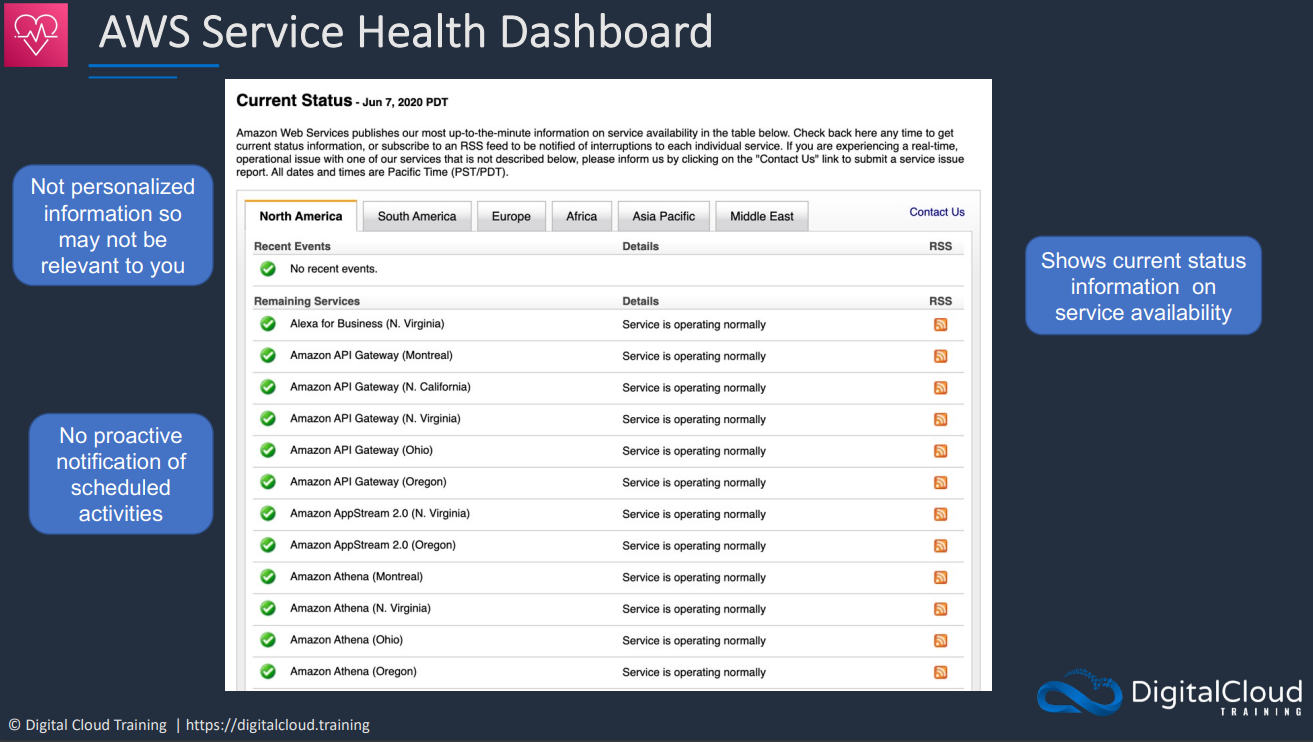 AWS Service Health Dashboard
Current Status - Jun 7, 2020 PDT
Amazon Web Services publishes our most up-to-the-minute information on service availability in the table below. Check back here any time to get
current status information, or subscribe to an RSS feed to be notified of interruptions to each individual service. If you are experiencing a real-time,
operational issue with one of our services that is not described below, please inform us by clicking on the "Contact Us" link to submit a service issue
report. All dates and times are Pacific Time (PST/PDT).
Not personalized
information so
may not be
relevant to you
North America South America Europe Africa Asia Pacific Middle East Contact Us
Recent Events Details RSS
No recent events.
Remaining Services Details RSS
Alexa for Business (N. Virginia) Service is operating normally
Amazon API Gateway (Montreal) Service is operating normally
Amazon API Gateway (N. California) Service is operating normally
Amazon API Gateway (N. Virginia) Service is operating normally
Amazon API Gateway (Ohio) Service is operating normally
Amazon API Gateway (Oregon) Service is operating normally
Amazon AppStream 2.0 (N. Virginia) Service is operating normally
Amazon AppStream 2.0 (Oregon) Service is operating normally
Amazon Athena (Montreal) Service is operating normally
Amazon Athena (N. Virginia) Service is operating normally
Amazon Athena (Ohio) Service is operating normally
Amazon Athena (Oregon) Service is operating normally
Shows current status
information on
service availability
No proactive
notification of
scheduled
activities
DigitalCloud
TRAINING
© Digital Cloud Training | https://digitalcloud.training